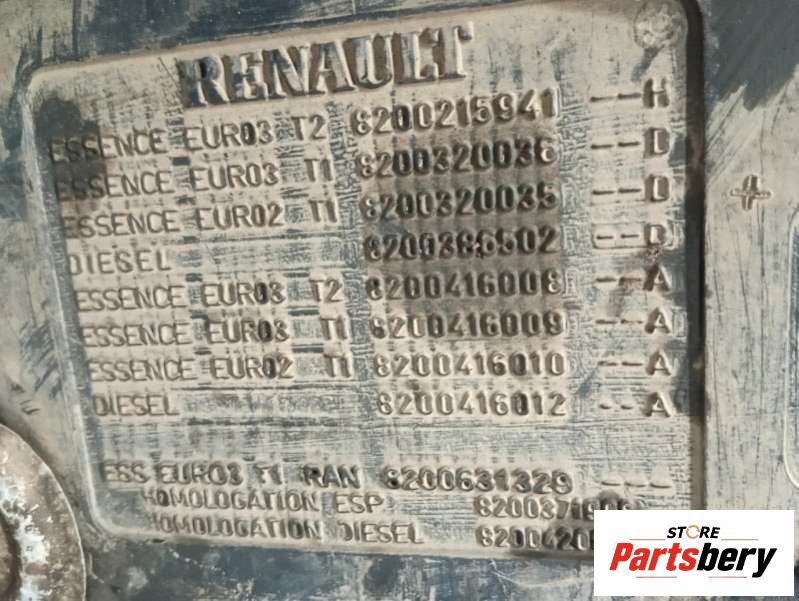 RENAULT
ESSENCE EURO3 T2 8200215941 --H
ESSENCE EURO3 T1 8200320036 --D
ESSENCE EURO2 T1 8200320035 --D
DIESEL 8200386502 --D
ESSENCE EURO3 T2 8200416008 --A
ESSENCE EURO3 T1 8200416009 --A
ESSENCE EURO2 T1 8200416010 --A
DIESEL 8200416012 --A
ESS EURO3 T1 RAN 8200631329 ---
HOMOLOGATION ESP
HOMOLOGATION DIESEL
STORE
Partsbery